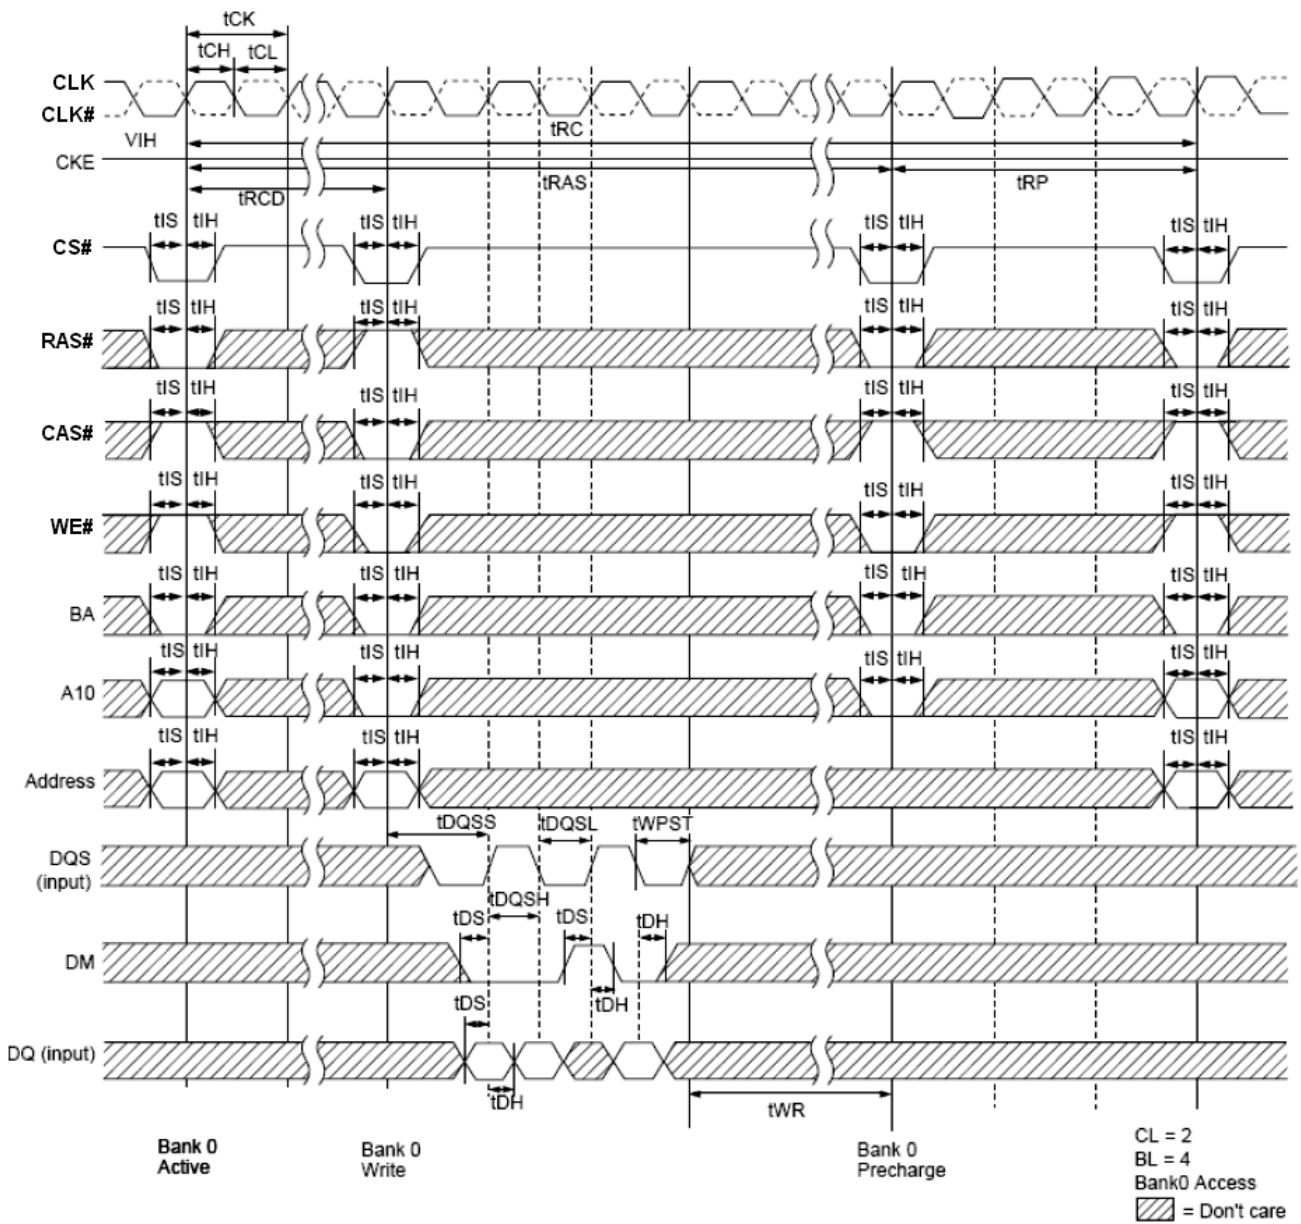 tCK
tCH tCL
CLK
CLK#
tRC
VIH
CKE
tRAS tRP
tRCD
tIS tIH tIS tIH tIS tIH tIS tIH
CS#
tIS tIH tIS tIH tIS tIH tIS tIH
RAS#
tIS tIH tIS tIH tIS tIH tIS tIH
CAS#
tIS tIH tIS tIH tIS tIH tIS tIH
WE#
tIS tIH tIS tIH tIS tIH tIS tIH
BA
tIS tIH tIS tIH tIS tIH tIS tIH
A10
tIS tIH tIS tIH tIS tIH
Address
tDQSS tDQSL tWPST
DQS
(input)
tDQSH
tDS tDS tDH
DM
tDS tDH
DQ (input)
tDH tWR
Bank 0
Active
Bank 0
Write
Bank 0
Precharge
CL = 2
BL = 4
Bank0 Access
= Don't care